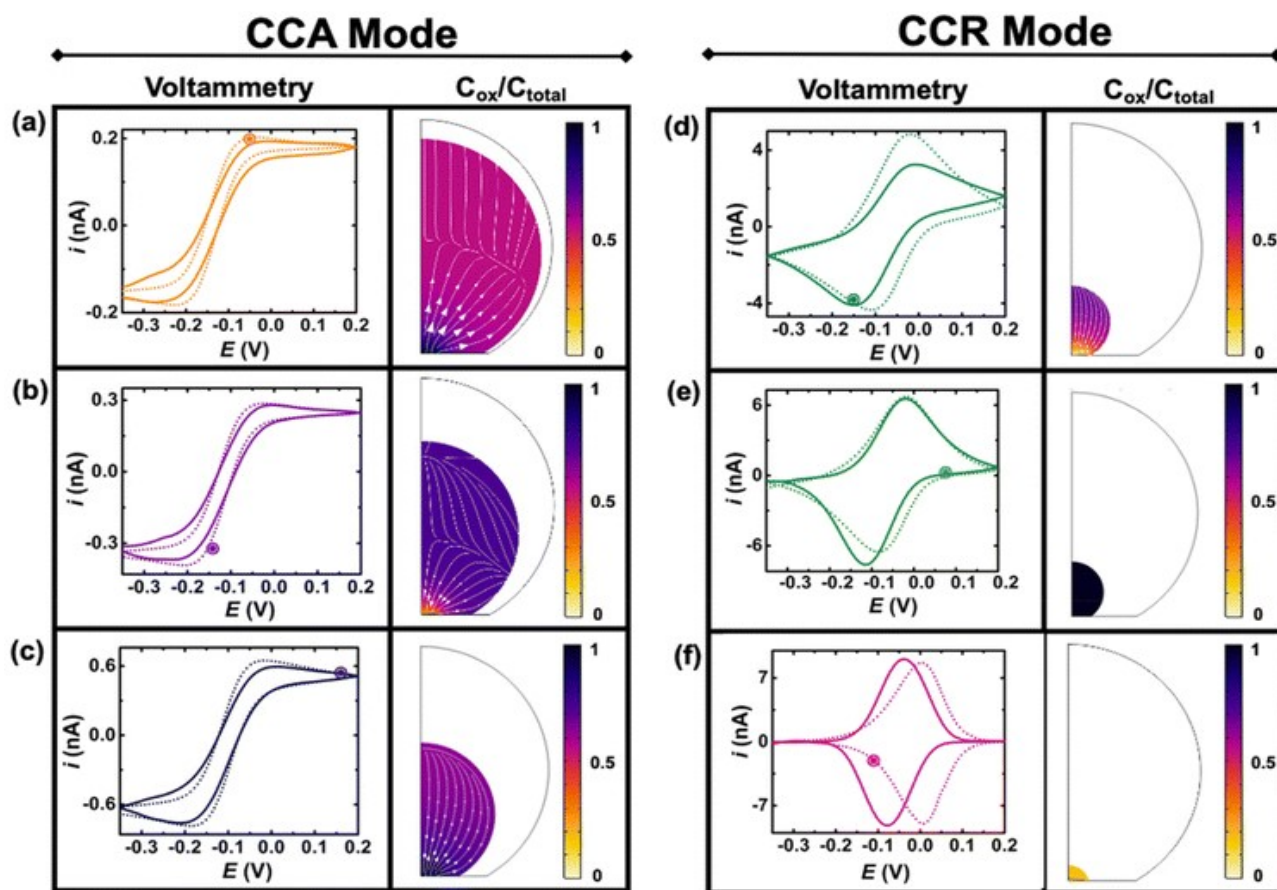 CCA Mode
CCR Mode
Voltammetry
Cox/Ctotal
Voltammetry
Cox/Ctotal
(a)
0.2
0.0
-0.2
i (nA)
-0.3 -0.2 -0.1 0.0 0.1 0.2
E (V)
1
0.5
0
(d)
4
0
-4
i (nA)
-0.3 -0.1 0.0 0.2
E (V)
1
0.5
0
(b)
0.3
0.0
-0.3
i (nA)
-0.3 -0.2 -0.1 0.0 0.1 0.2
E (V)
1
0.5
0
(e)
6
0
-6
i (nA)
-0.3 -0.2 -0.1 0.0 0.1 0.2
E (V)
1
0.5
0
(c)
0.6
0.0
-0.6
i (nA)
-0.3 -0.2 -0.1 0.0 0.1 0.2
E (V)
1
0.5
0
(f)
7
0
-7
i (nA)
-0.3 -0.2 -0.1 0.0 0.1 0.2
E (V)
1
0.5
0